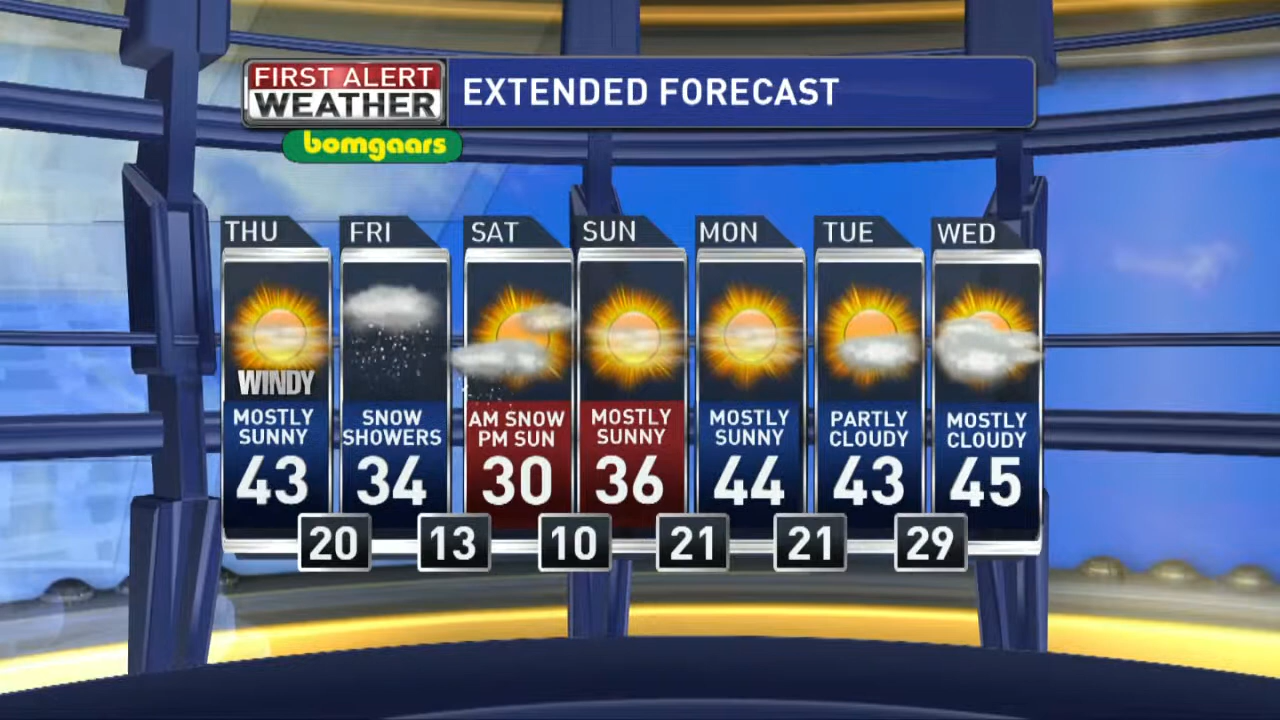 FIRST ALERT
WEATHER
EXTENDED FORECAST
bomgaars
THU
FRI
SAT
SUN
MON
TUE
WED
WINDY
MOSTLY
SUNNY
43
SNOW
SHOWERS
34
AM SNOW
PM SUN
30
MOSTLY
SUNNY
36
MOSTLY
SUNNY
44
PARTLY
CLOUDY
43
MOSTLY
CLOUDY
45
20
13
10
21
21
29